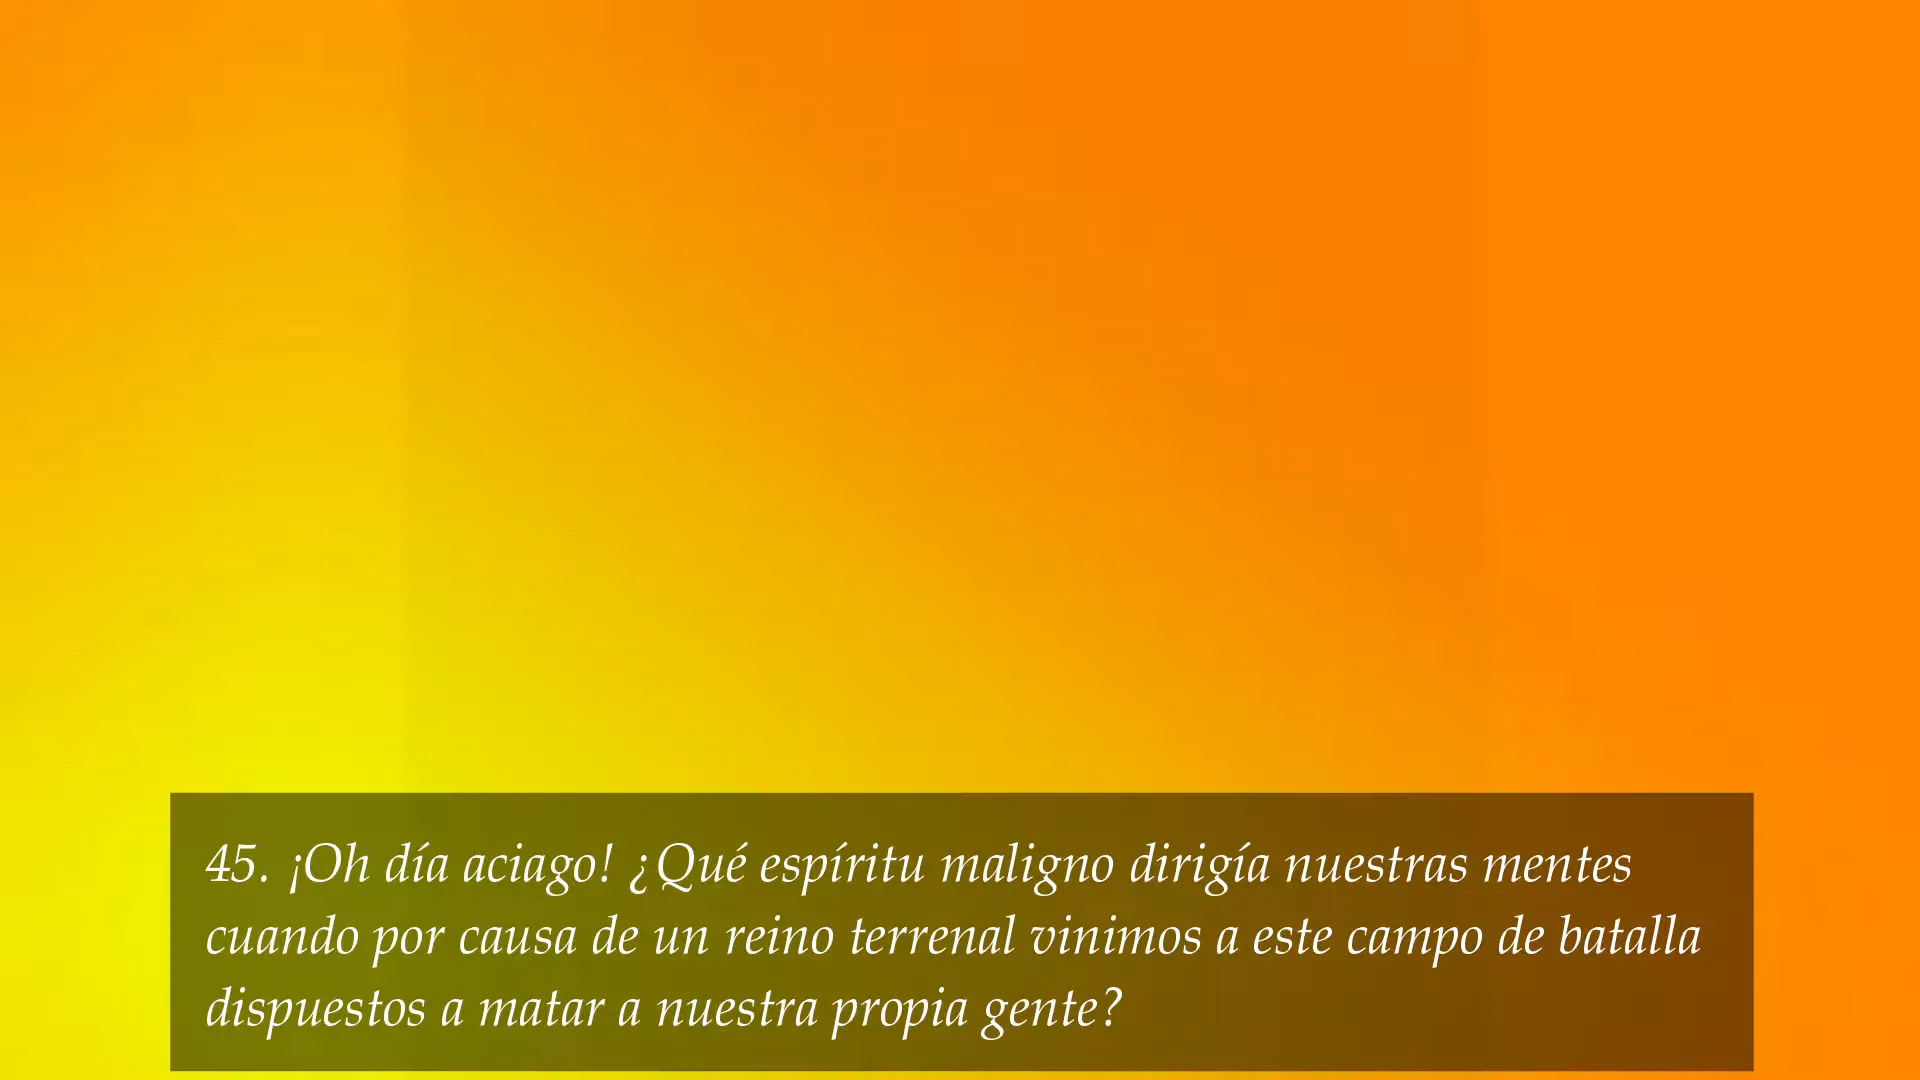 45. ¡Oh día aciago! ¿Qué espíritu maligno dirigía nuestras mentes
cuando por causa de un reino terrenal vinimos a este campo de batalla
dispuestos a matar a nuestra propia gente?